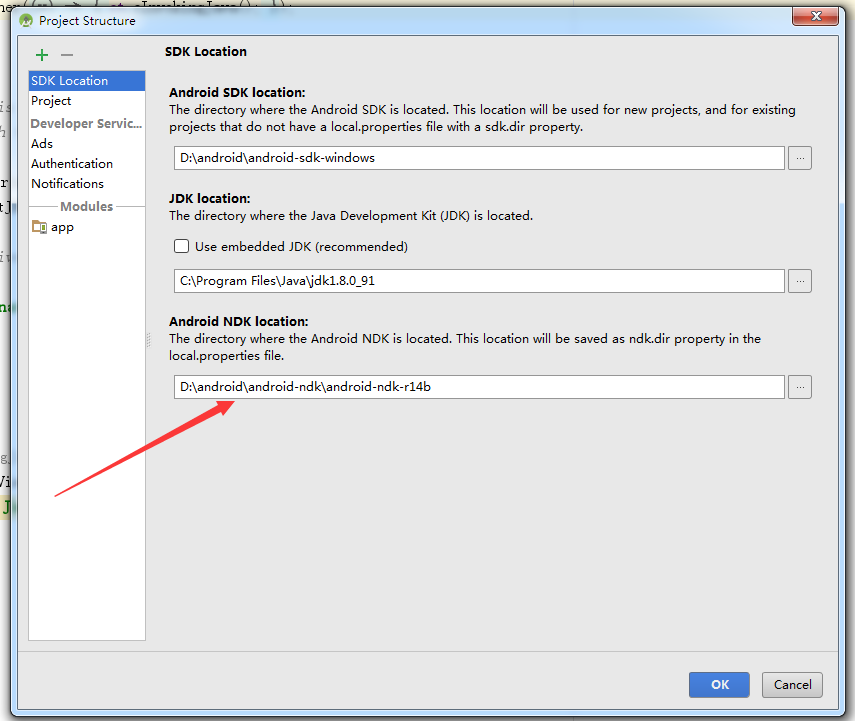 Project Structure
SDK Location
Project
Developer Servic...
Ads
Authentication
Notifications
Modules
app
SDK Location
Android SDK location:
The directory where the Android SDK is located. This location will be used for new projects, and for existing
projects that do not have a local.properties file with a sdk.dir property.
D:\android\android-sdk-windows
...
JDK location:
The directory where the Java Development Kit (JDK) is located.
Use embedded JDK (recommended)
C:\Program Files\Java\jdk1.8.0_91
...
Android NDK location:
The directory where the Android NDK is located. This location will be saved as ndk.dir property in the
local.properties file.
D:\android\android-ndk\android-ndk-r14b
...
OK
Cancel